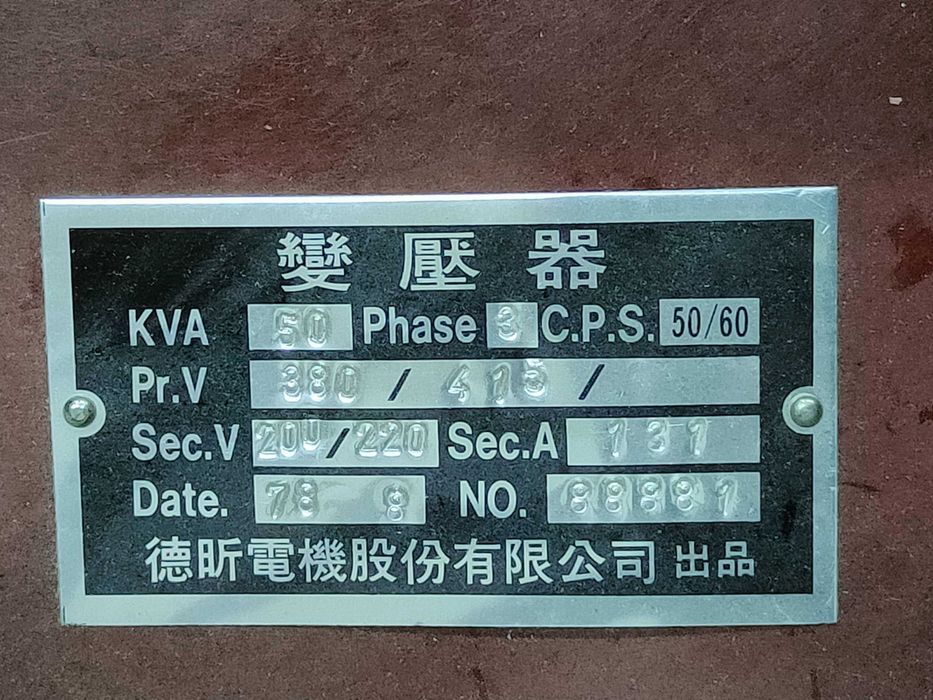 變壓器
KVA 50 Phase 3 C.P.S. 50/60
Pr.V 380 / 415 /
Sec.V 200 / 220 Sec.A 131
Date. 78 8 NO. 88881
德昕電機股份有限公司 出品